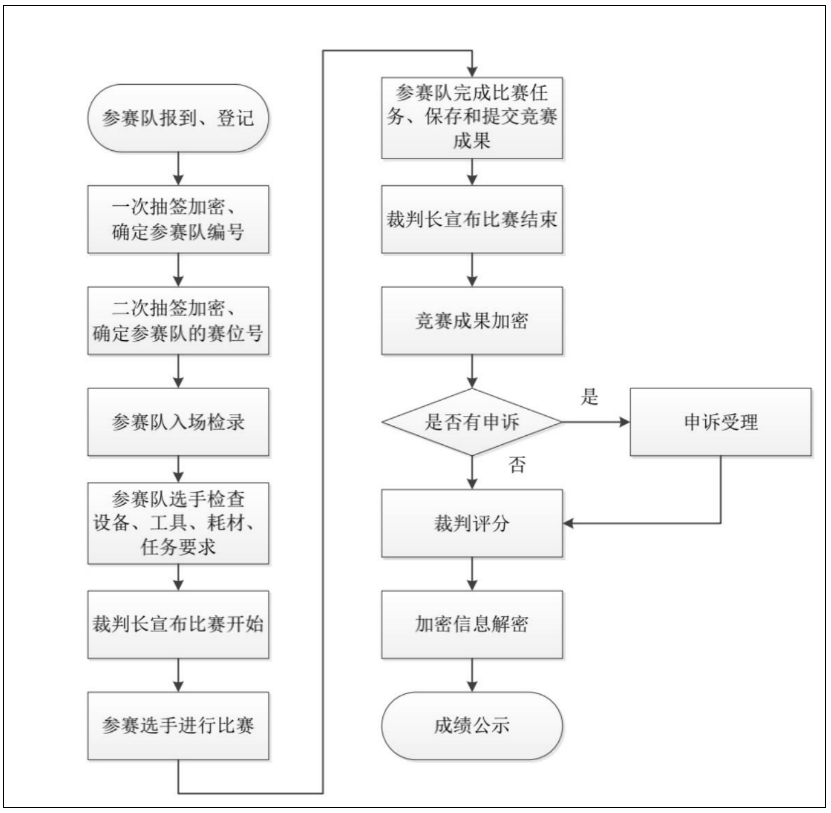 参赛队报到、登记
一次抽签加密、
确定参赛队编号
二次抽签加密、
确定参赛队的赛位号
参赛队入场检录
参赛队选手检查
设备、工具、耗材、
任务要求
裁判长宣布比赛开始
参赛选手进行比赛
参赛队完成比赛任
务、保存和提交竞赛
成果
裁判长宣布比赛结束
竞赛成果加密
是否有申诉
是
申诉受理
否
裁判评分
加密信息解密
成绩公示